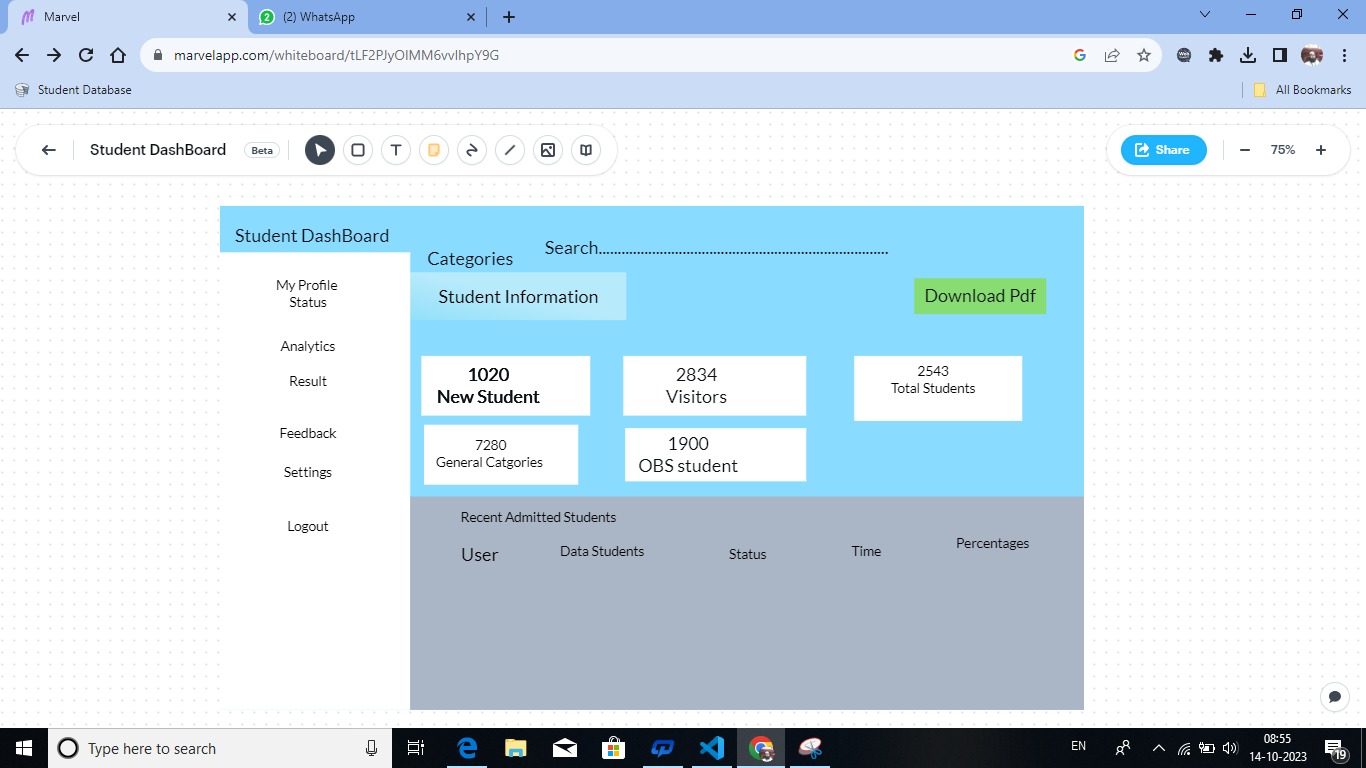 Marvel
(2) WhatsApp
marvelapp.com/whiteboard/tLF2PJyOlMM6vvlhpY9G
Student Database
All Bookmarks
Student DashBoard
Beta
T
Share
75%
Student DashBoard
Search............................................................................
Categories
My Profile
Status
Student Information
Download Pdf
Analytics
Result
Feedback
Settings
Logout
1020
New Student
2834
Visitors
2543
Total Students
7280
General Catgories
1900
OBS student
Recent Admitted Students
User
Data Students
Status
Time
Percentages
Type here to search
EN
08:55
14-10-2023
19